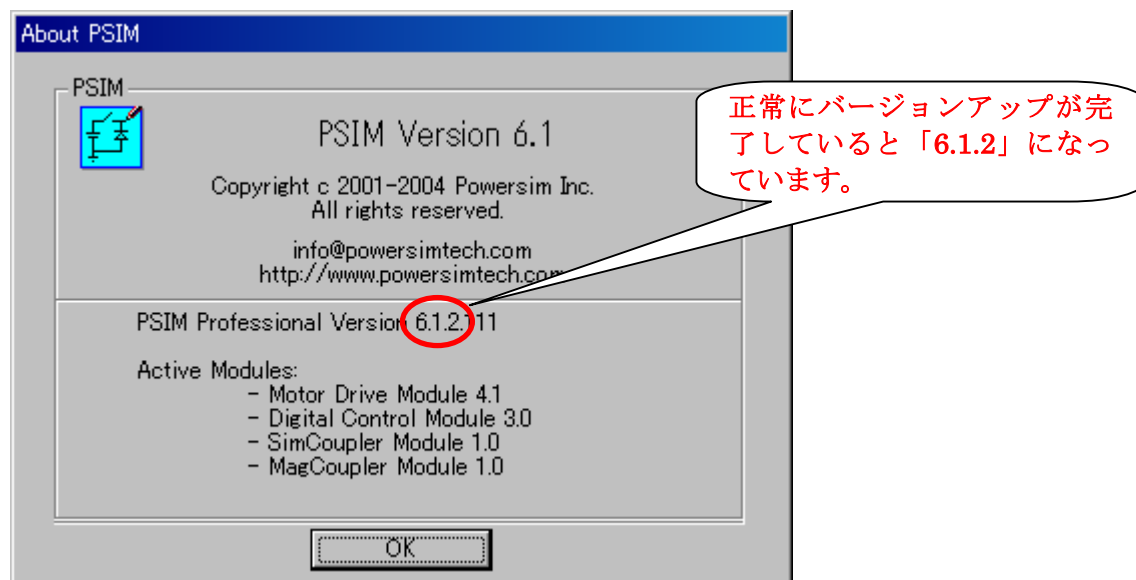 About PSIM
PSIM
PSIM Version 6.1
Copyright c 2001-2004 Powersim Inc.
All rights reserved.
info@powersimtech.com
http://www.powersimtech.com
PSIM Professional Version 6.1.2.111
Active Modules:
- Motor Drive Module 4.1
- Digital Control Module 3.0
- SimCoupler Module 1.0
- MagCoupler Module 1.0
OK
正常にバージョンアップが完
了していると「6.1.2」になっ
ています。